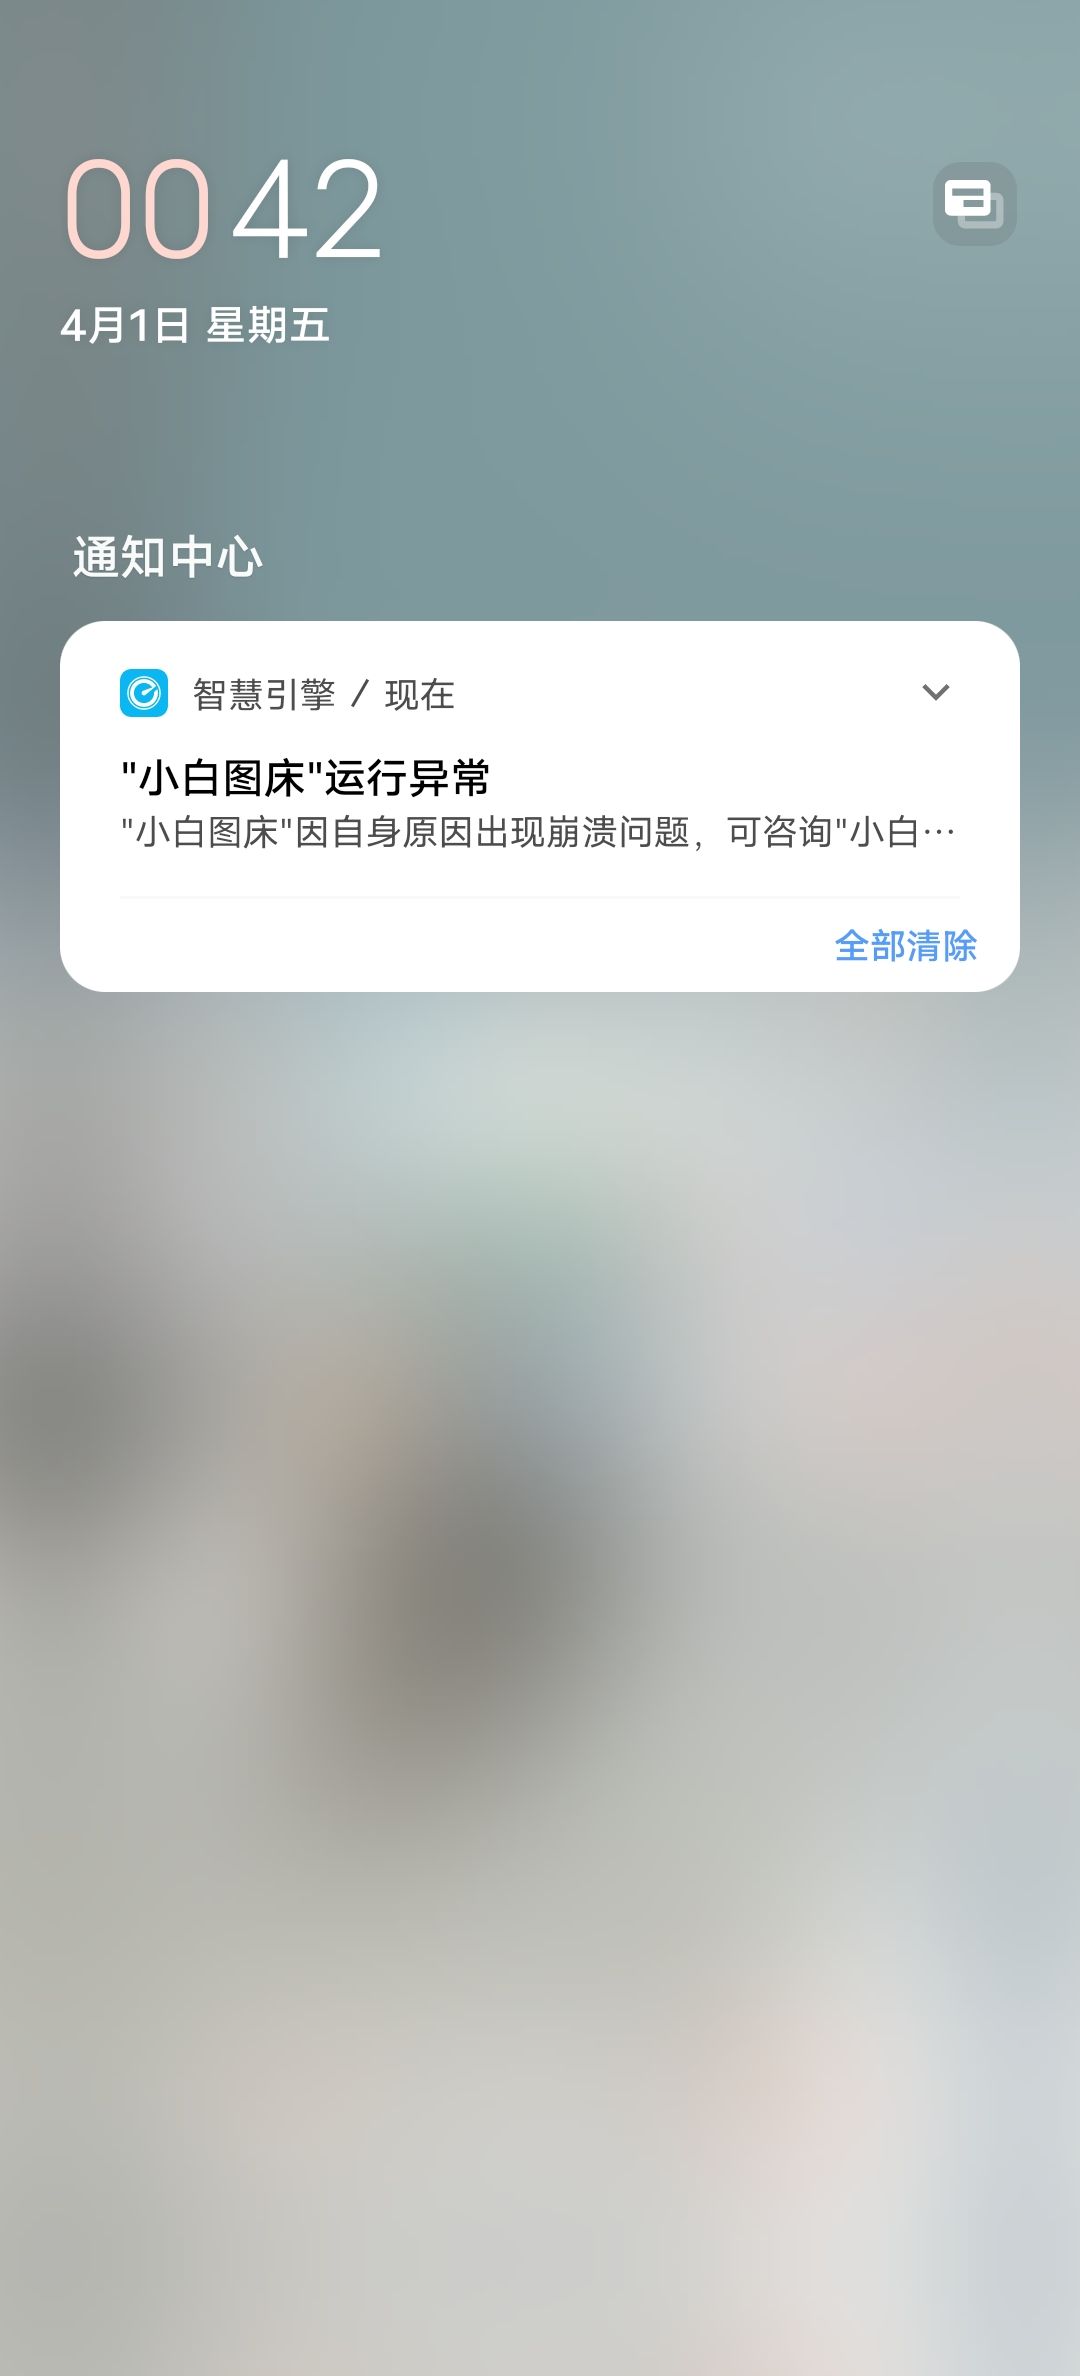 00 42
4月1日 星期五
通知中心
智慧引擎 / 现在
"小白图床"运行异常
"小白图床"因自身原因出现崩溃问题，可咨询"小白…
全部清除